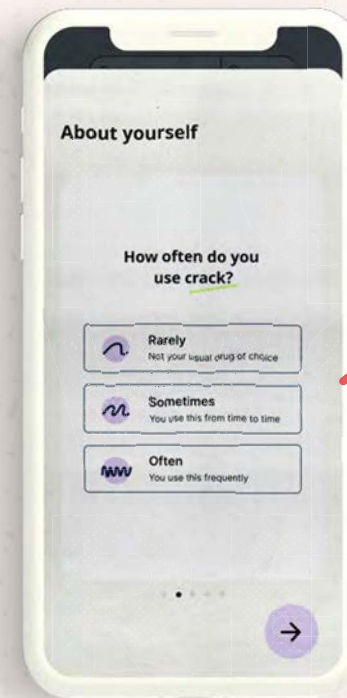 About yourself
How often do you
use crack?
Rarely
Not your usual drug of choice
Sometimes
You use this from time to time
Often
You use this frequently